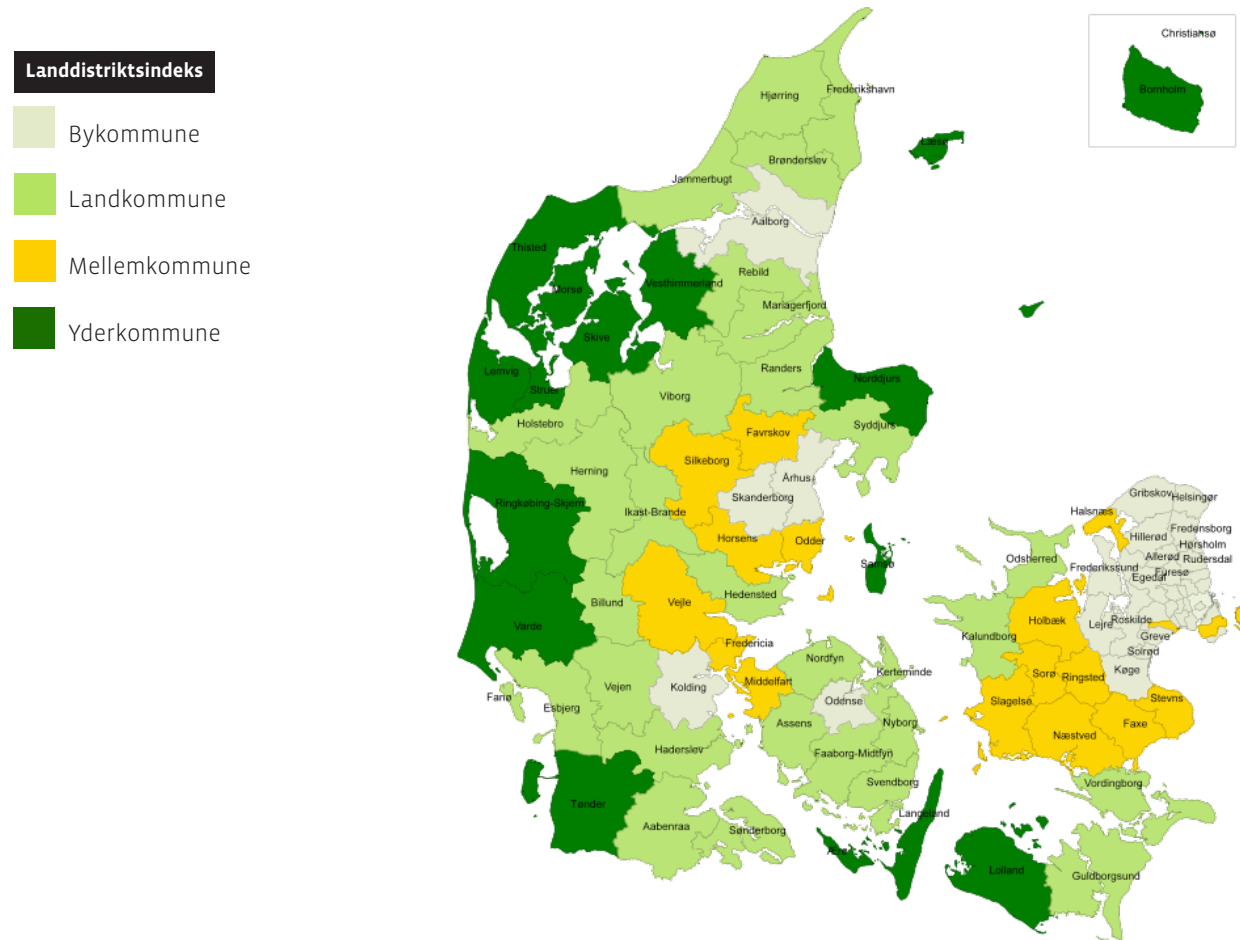 Landdistriktsindeks
Bykommune
Landkommune
Mellemkommune
Yderkommune
Christiansø
Bornholm
Hjørring
Frederikshavn
Læsø
Brønderslev
Jammerbugt
Aalborg
Thisted
Rebild
Vesthimmerland
Morsø
Mariagerfjord
Skive
Randers
Lemvig
Norddjurs
Struer
Viborg
Holstebro
Syddjurs
Favrskov
Silkeborg
Herning
Århus
Skanderborg
Ringkøbing-Skjern
Ikast-Brande
Horsens
Odder
Samsø
Hedensted
Billund
Vejle
Varde
Fredericia
Vejen
Kolding
Middelfart
Nordfyn
Kerteminde
Fanø
Esbjerg
Odense
Assens
Nyborg
Haderslev
Faaborg-Midtfyn
Svendborg
Tønder
Langeland
Aabenraa
Sønderborg
Ærø
Gribskov
Helsingør
Halsnæs
Fredensborg
Hillerød
Hørsholm
Odsherred
Allerød
Rudersdal
Frederikssund
Furesø
Egedal
Holbæk
Lejre
Roskilde
Kalundborg
Greve
Solrød
Sorø
Ringsted
Køge
Slagelse
Stevns
Faxe
Næstved
Vordingborg
Lolland
Guldborgsund